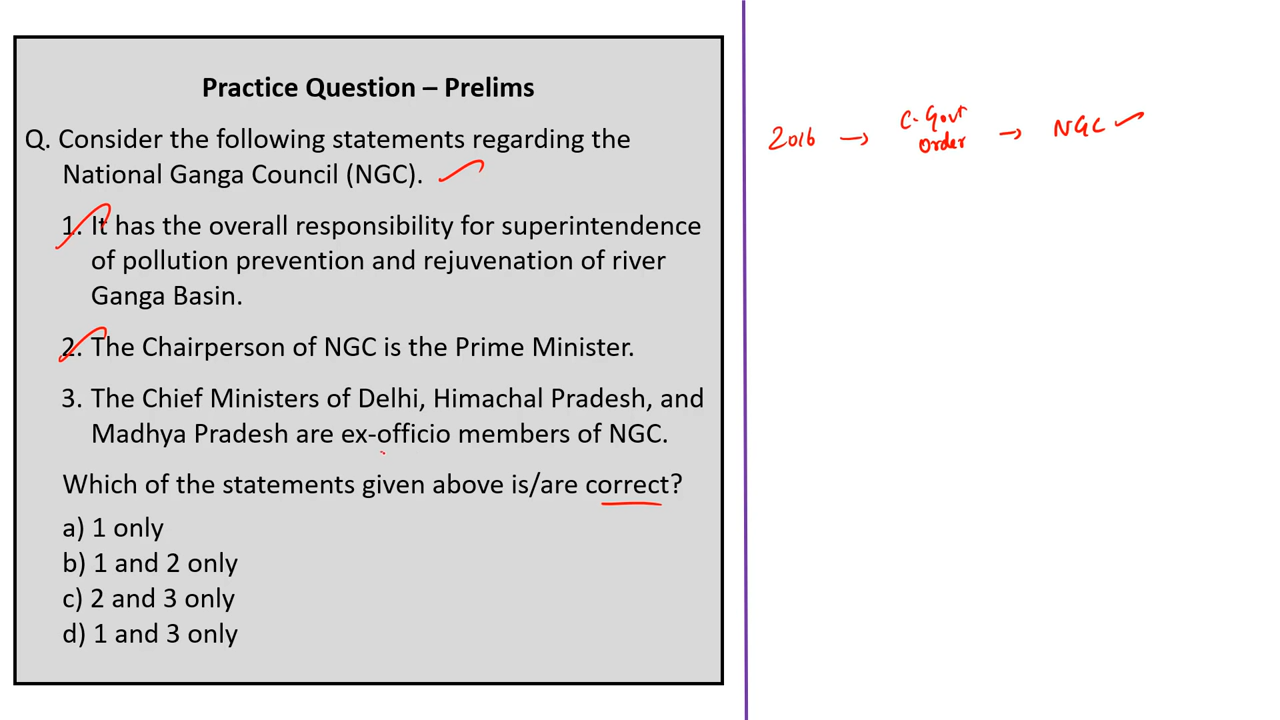 Practice Question – Prelims
Q. Consider the following statements regarding the
National Ganga Council (NGC).
1. It has the overall responsibility for superintendence
of pollution prevention and rejuvenation of river
Ganga Basin.
2. The Chairperson of NGC is the Prime Minister.
3. The Chief Ministers of Delhi, Himachal Pradesh, and
Madhya Pradesh are ex-officio members of NGC.
Which of the statements given above is/are correct?
a) 1 only
b) 1 and 2 only
c) 2 and 3 only
d) 1 and 3 only
2016 → C. Govt → NGC ✓
Order